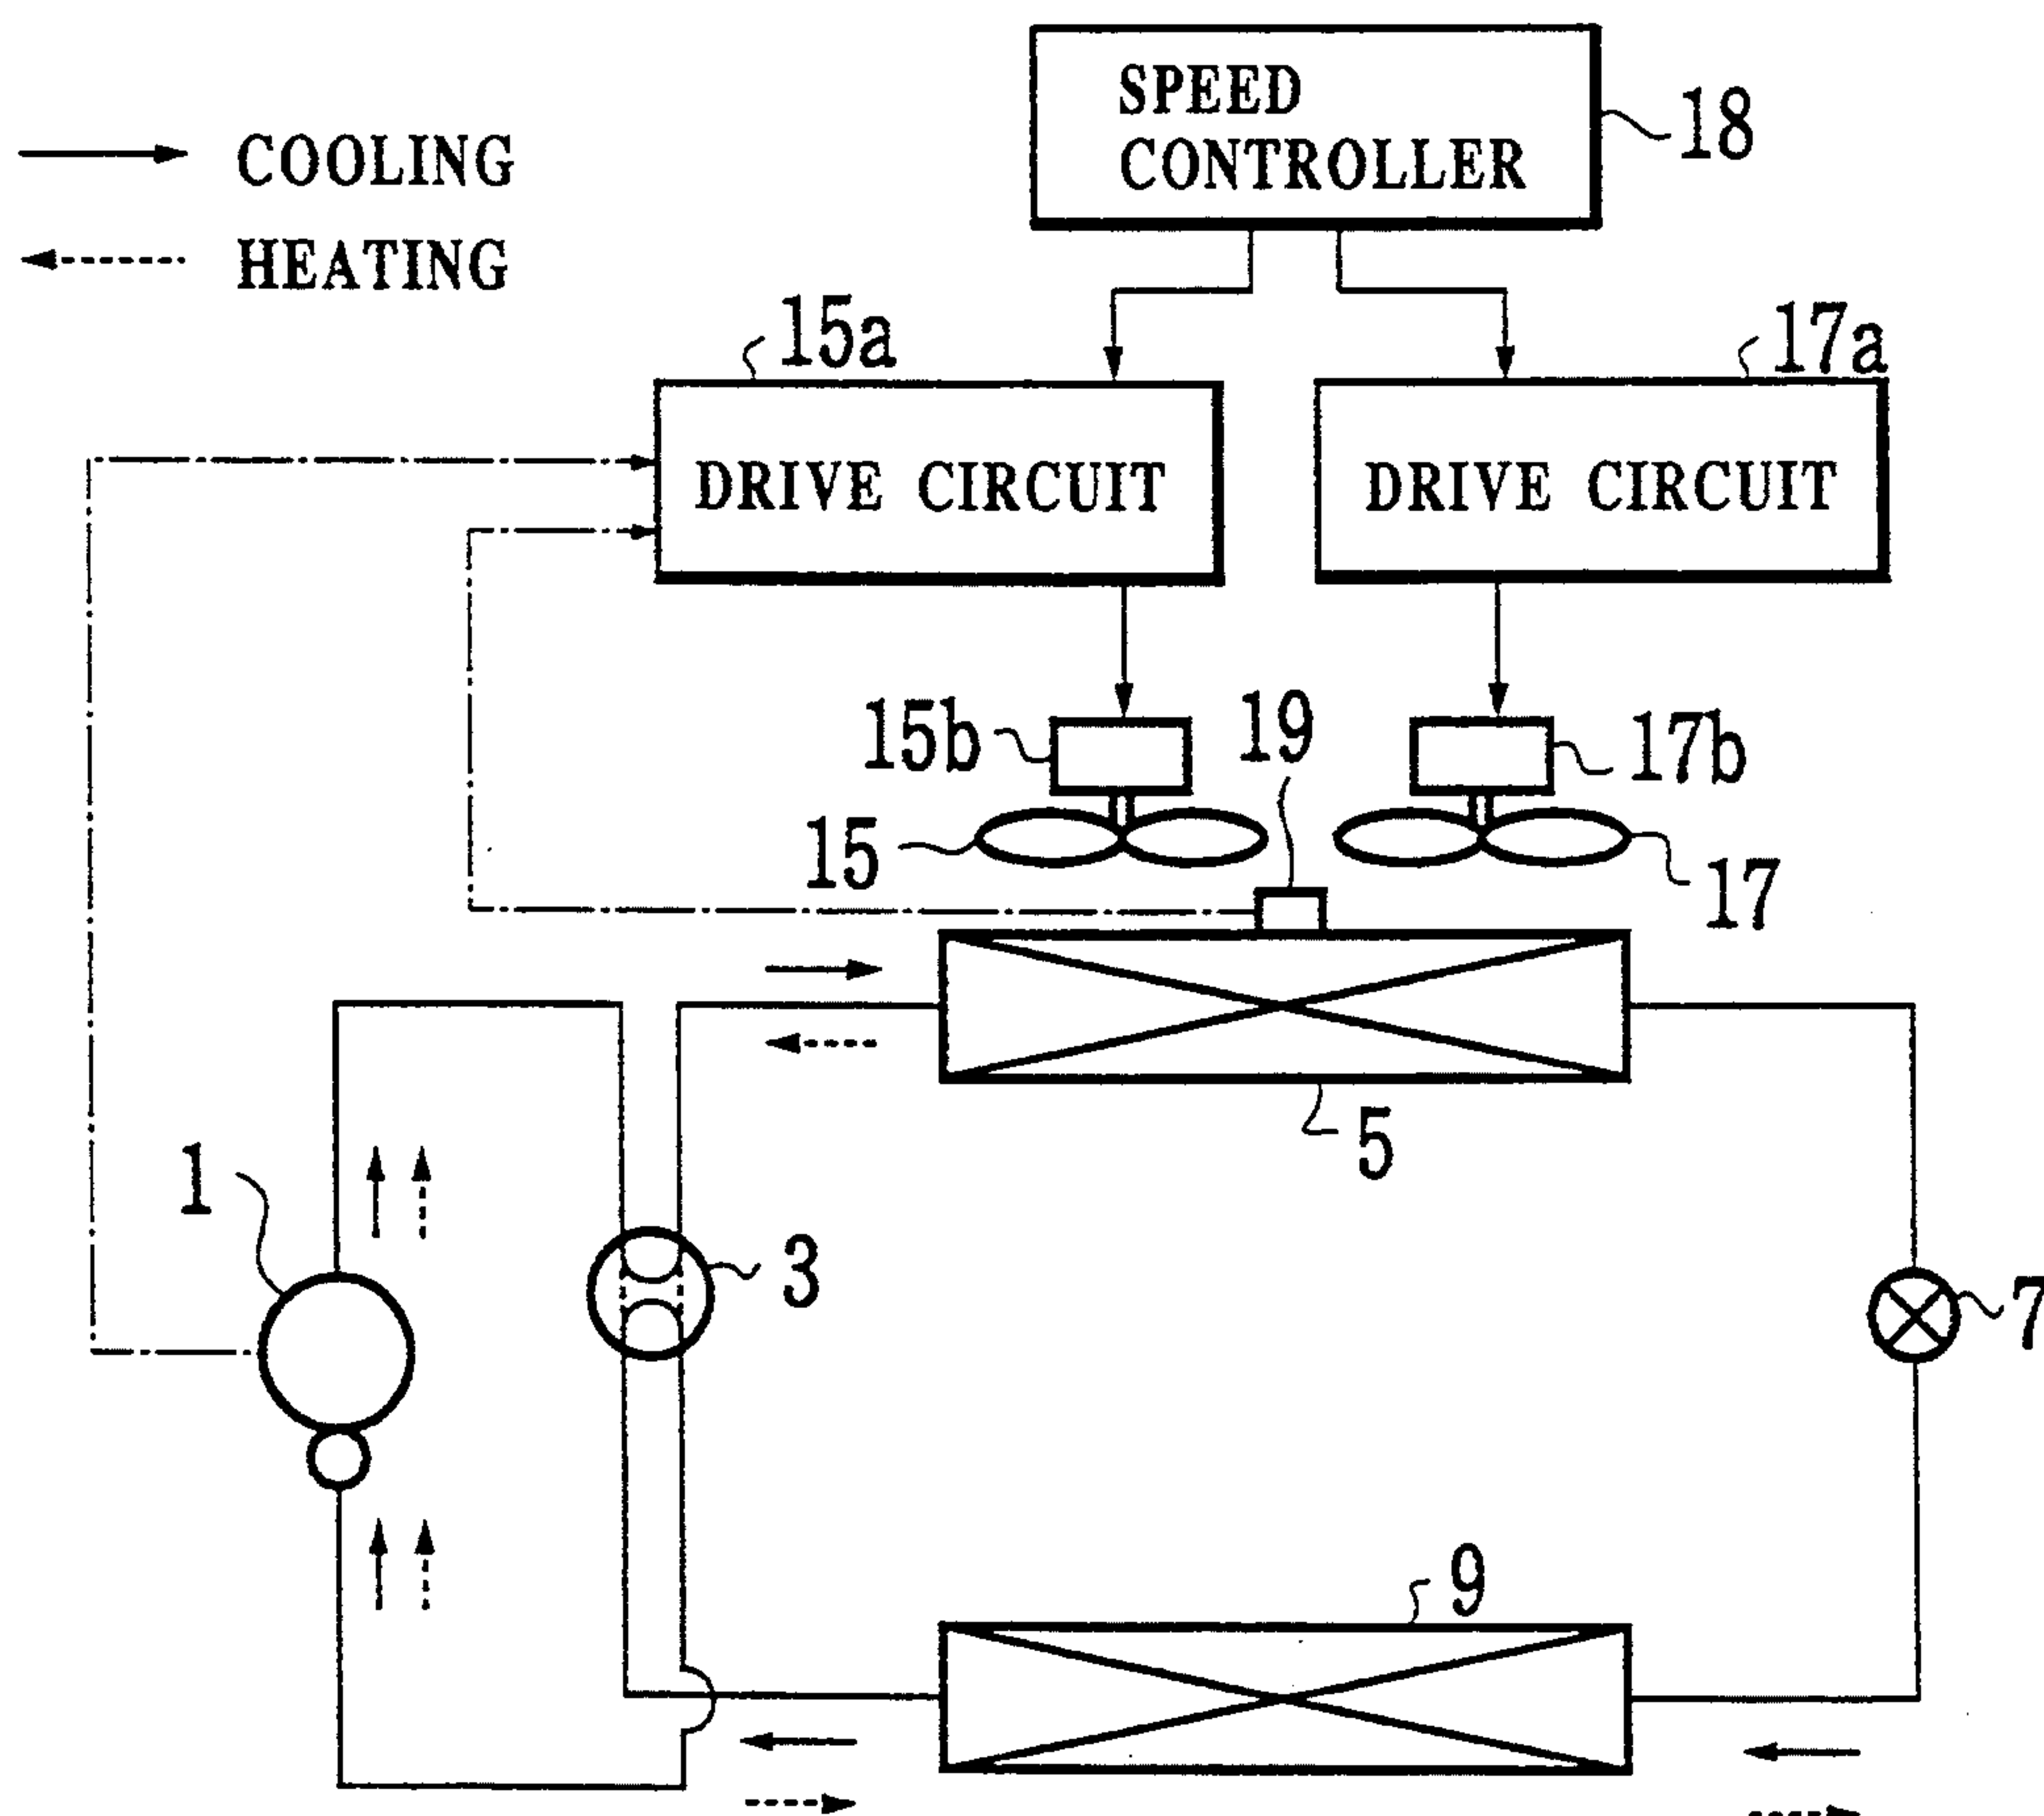 SPEED
CONTROLLER
18
COOLING
HEATING
15a
17a
DRIVE CIRCUIT
DRIVE CIRCUIT
15b
19
17b
15
17
5
1
3
7
9